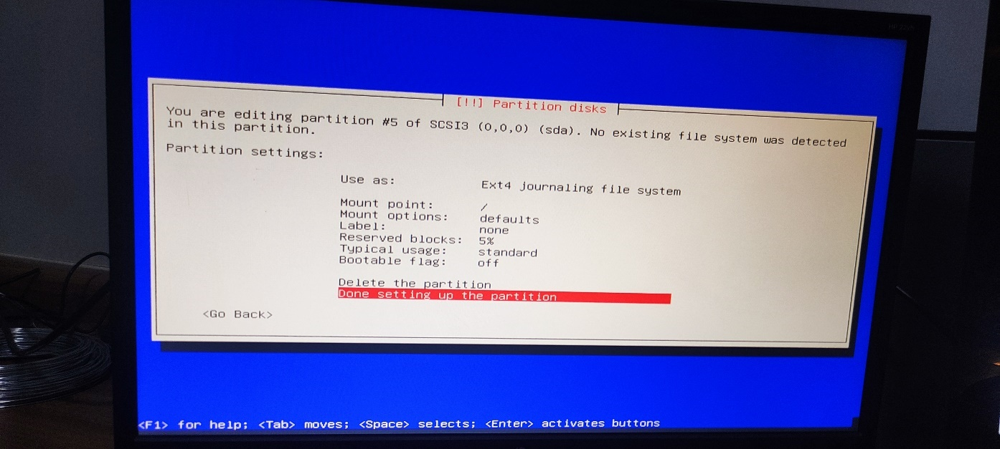 [!!] Partition disks
You are editing partition #5 of SCSI3 (0,0,0) (sda). No existing file system was detected
in this partition.
Partition settings:
Use as: Ext4 journaling file system
Mount point: /
Mount options: defaults
Label: none
Reserved blocks: 5%
Typical usage: standard
Bootable flag: off
Delete the partition
Done setting up the partition
<Go Back>
<F1> for help; <Tab> moves; <Space> selects; <Enter> activates buttons